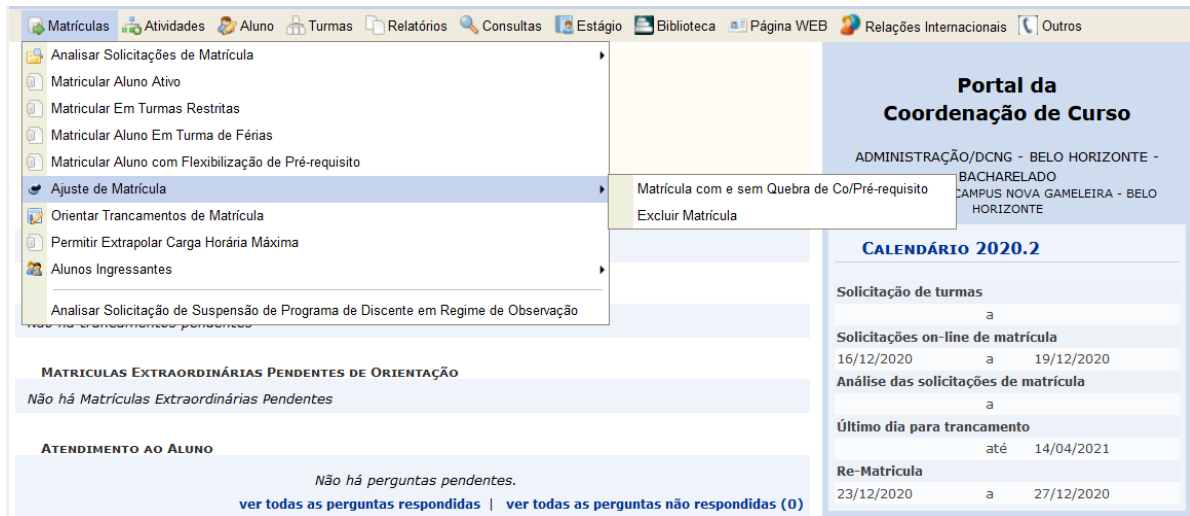 Matrículas Atividades Aluno Turmas Relatórios Consultas Estágio Biblioteca Página WEB Relações Internacionais Outros
Analisar Solicitações de Matrícula
Matricular Aluno Ativo
Matricular Em Turmas Restritas
Matricular Aluno Em Turma de Férias
Matricular Aluno com Flexibilização de Pré-requisito
Ajuste de Matrícula
Orientar Trancamentos de Matrícula
Permitir Extrapolar Carga Horária Máxima
Alunos Ingressantes
Analisar Solicitação de Suspensão de Programa de Discente em Regime de Observação
Matrícula com e sem Quebra de Co/Pré-requisito
Excluir Matrícula
Não há trancamentos pendentes
Matriculas Extraordinárias Pendentes de Orientação
Não há Matrículas Extraordinárias Pendentes
Atendimento ao Aluno
Não há perguntas pendentes.
ver todas as perguntas respondidas | ver todas as perguntas não respondidas (0)
Portal da
Coordenação de Curso
ADMINISTRAÇÃO/DCNG - BELO HORIZONTE -
BACHARELADO
CAMPUS NOVA GAMELEIRA - BELO
HORIZONTE
Calendário 2020.2
Solicitação de turmas
a
Solicitações on-line de matrícula
16/12/2020 a 19/12/2020
Análise das solicitações de matrícula
a
Último dia para trancamento
até 14/04/2021
Re-Matricula
23/12/2020 a 27/12/2020